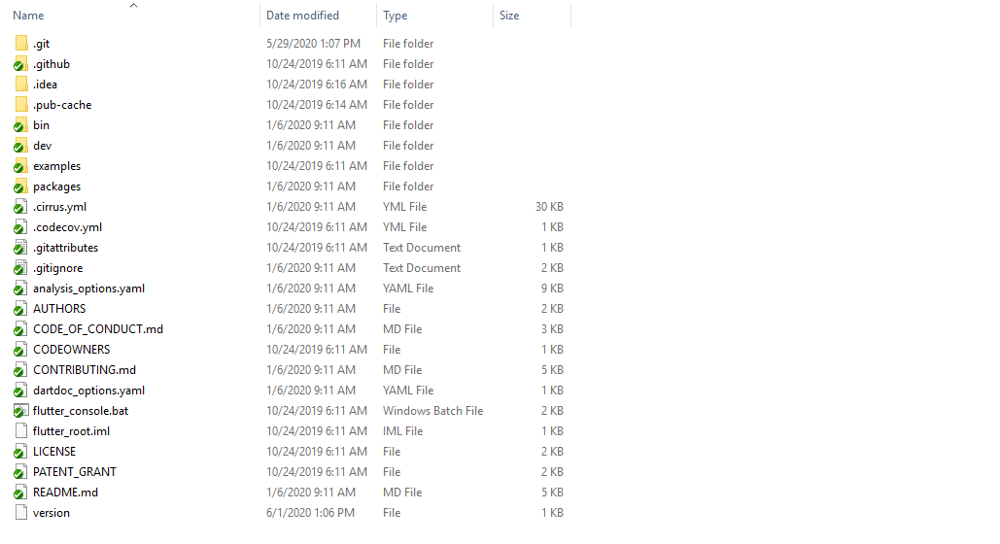 Name Date modified Type Size
.git 5/29/2020 1:07 PM File folder
.github 10/24/2019 6:11 AM File folder
.idea 10/24/2019 6:16 AM File folder
.pub-cache 10/24/2019 6:14 AM File folder
bin 1/6/2020 9:11 AM File folder
dev 1/6/2020 9:11 AM File folder
examples 10/24/2019 6:11 AM File folder
packages 1/6/2020 9:11 AM File folder
.cirrus.yml 1/6/2020 9:11 AM YML File 30 KB
.codecov.yml 10/24/2019 6:11 AM YML File 1 KB
.gitattributes 10/24/2019 6:11 AM Text Document 1 KB
.gitignore 1/6/2020 9:11 AM Text Document 2 KB
analysis_options.yaml 1/6/2020 9:11 AM YAML File 9 KB
AUTHORS 1/6/2020 9:11 AM File 2 KB
CODE_OF_CONDUCT.md 1/6/2020 9:11 AM MD File 3 KB
CODEOWNERS 10/24/2019 6:11 AM File 1 KB
CONTRIBUTING.md 1/6/2020 9:11 AM MD File 5 KB
dartdoc_options.yaml 1/6/2020 9:11 AM YAML File 1 KB
flutter_console.bat 10/24/2019 6:11 AM Windows Batch File 2 KB
flutter_root.iml 10/24/2019 6:11 AM IML File 1 KB
LICENSE 10/24/2019 6:11 AM File 2 KB
PATENT_GRANT 10/24/2019 6:11 AM File 2 KB
README.md 1/6/2020 9:11 AM MD File 5 KB
version 6/1/2020 1:06 PM File 1 KB